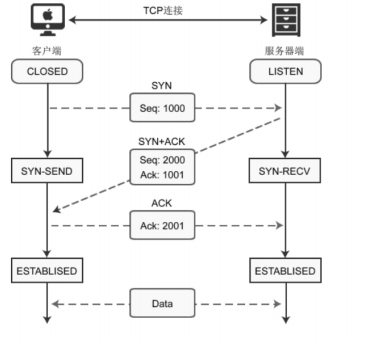 TCP连接
客户端
服务器端
CLOSED
LISTEN
SYN
Seq: 1000
SYN+ACK
Seq: 2000
Ack: 1001
SYN-SEND
SYN-RECV
ACK
Ack: 2001
ESTABLISED
ESTABLISED
Data